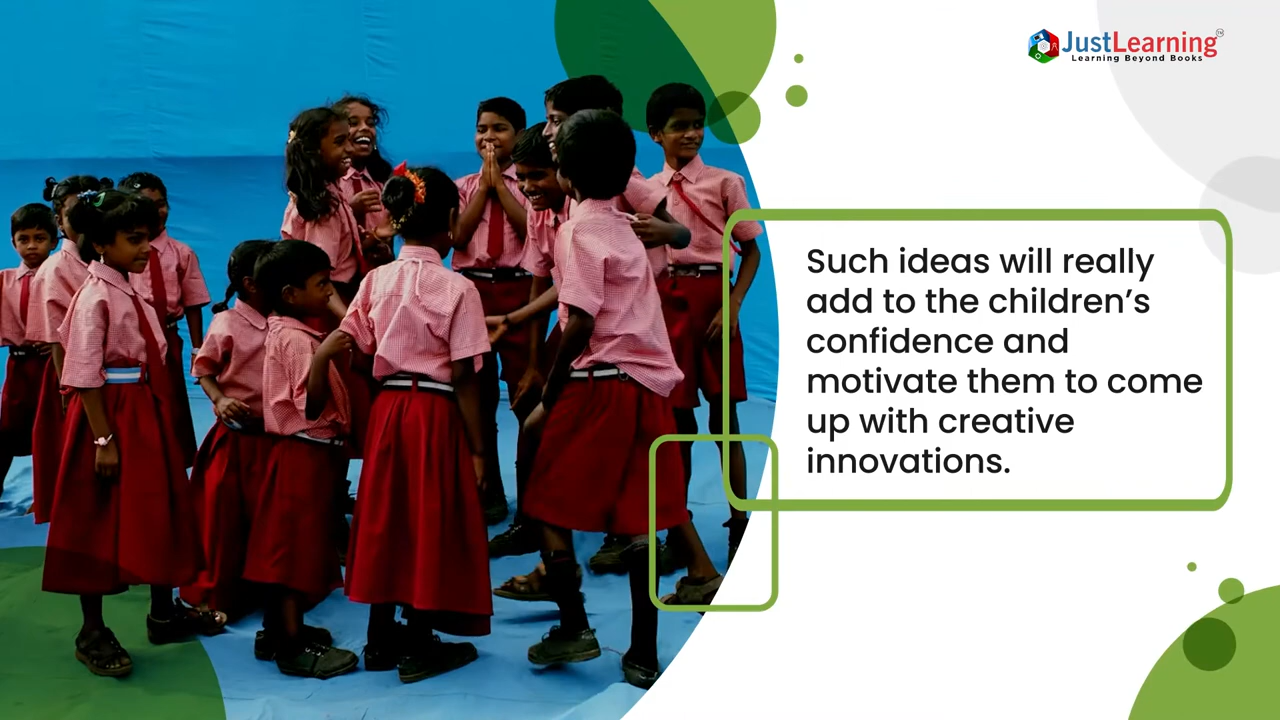 JustLearning™
Learning Beyond Books
Such ideas will really
add to the children’s
confidence and
motivate them to come
up with creative
innovations.